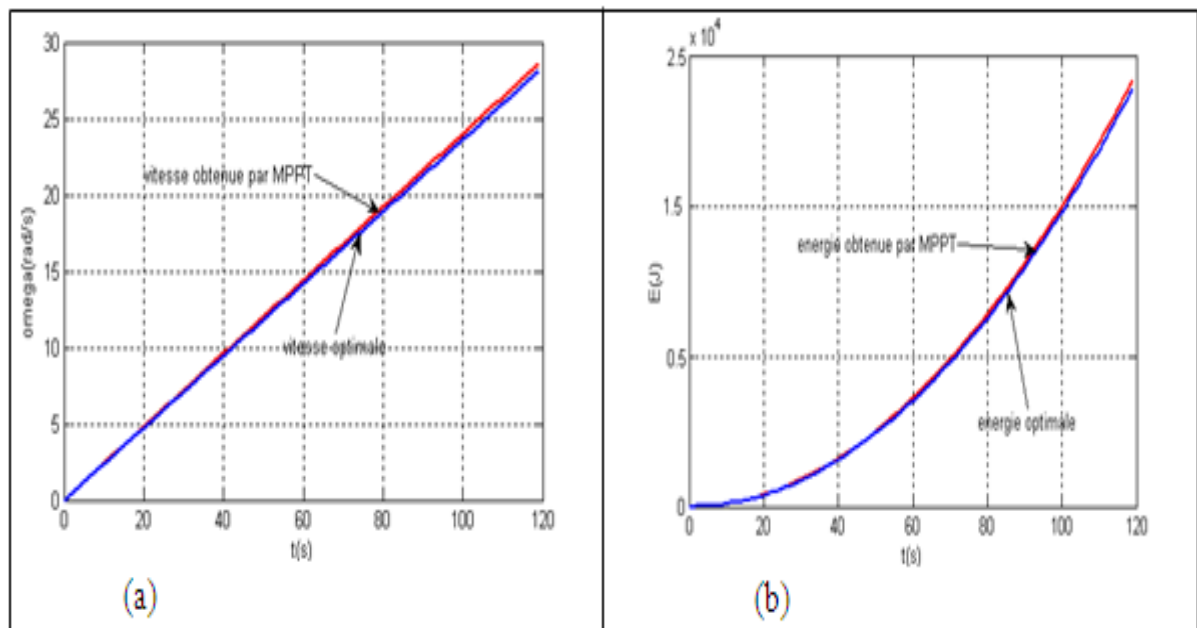 30
25
20
15
10
5
0
omega(rad/s)
vitesse obtenue par MPPT
vitesse optimale
0 20 40 60 80 100 120
t(s)
(a)
x 10^4
2.5
1.5
0.5
0
E(J)
energie obtenue par MPPT
energie optimale
0 20 40 60 80 100 120
t(s)
(b)